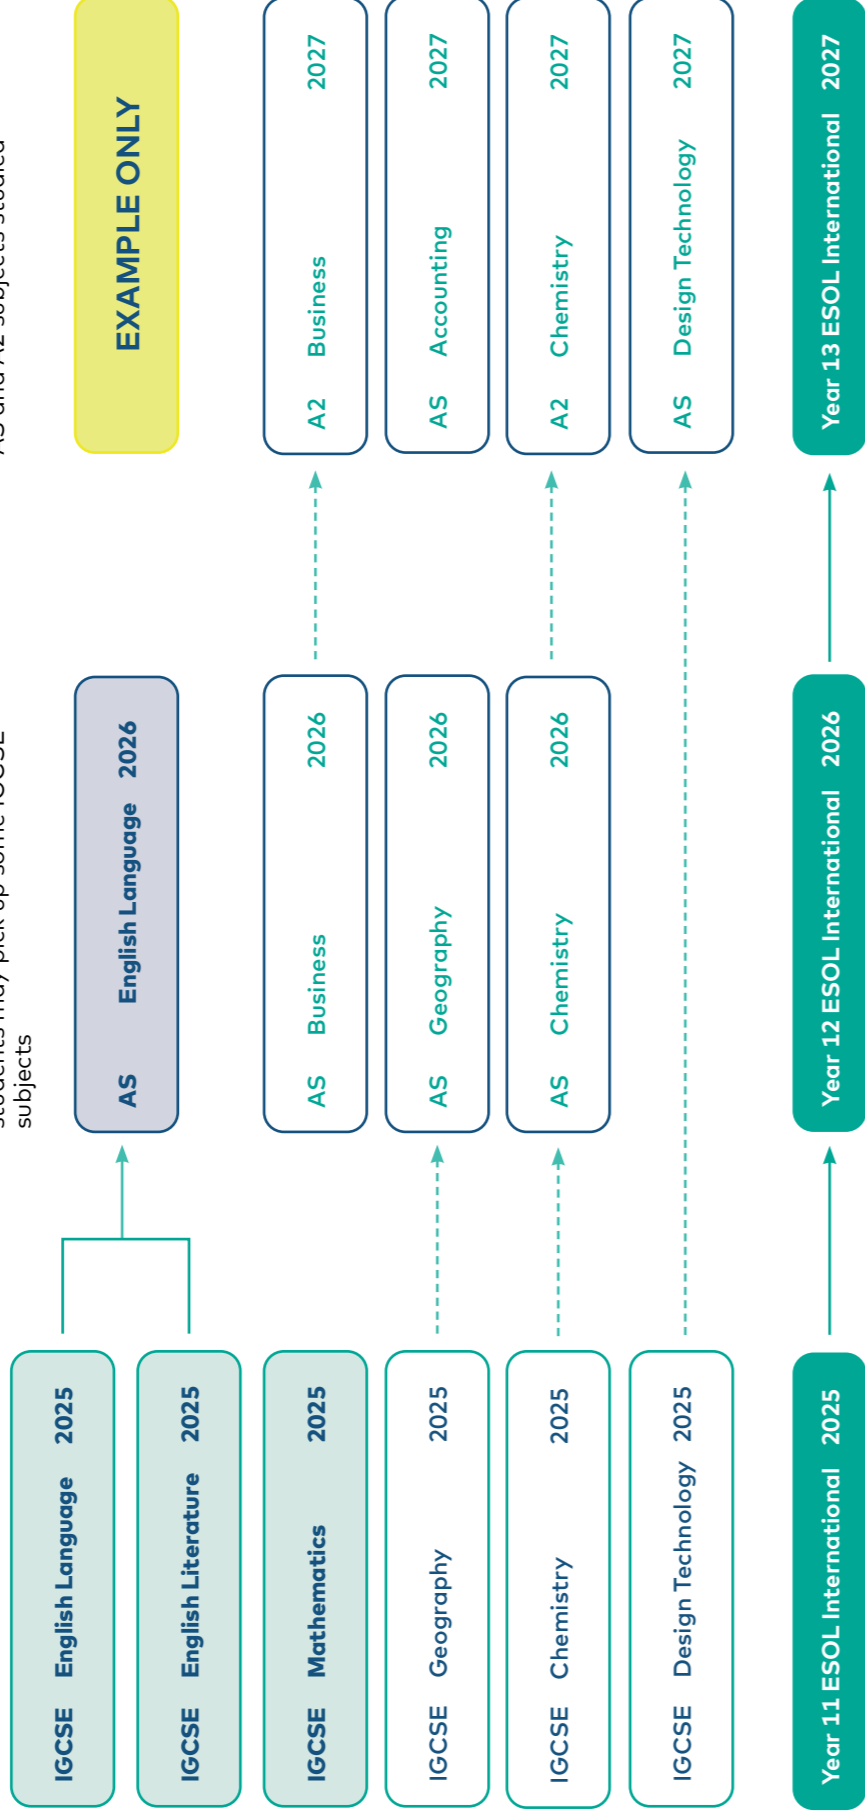 subjects
IGCSE English Language 2025
IGCSE English Literature 2025
IGCSE Mathematics 2025
IGCSE Geography 2025
IGCSE Chemistry 2025
IGCSE Design Technology 2025
Year 11 ESOL International 2025
AS English Language 2026
AS Business 2026
AS Geography 2026
AS Chemistry 2026
Year 12 ESOL International 2026
EXAMPLE ONLY
A2 Business 2027
AS Accounting 2027
A2 Chemistry 2027
AS Design Technology 2027
Year 13 ESOL International 2027